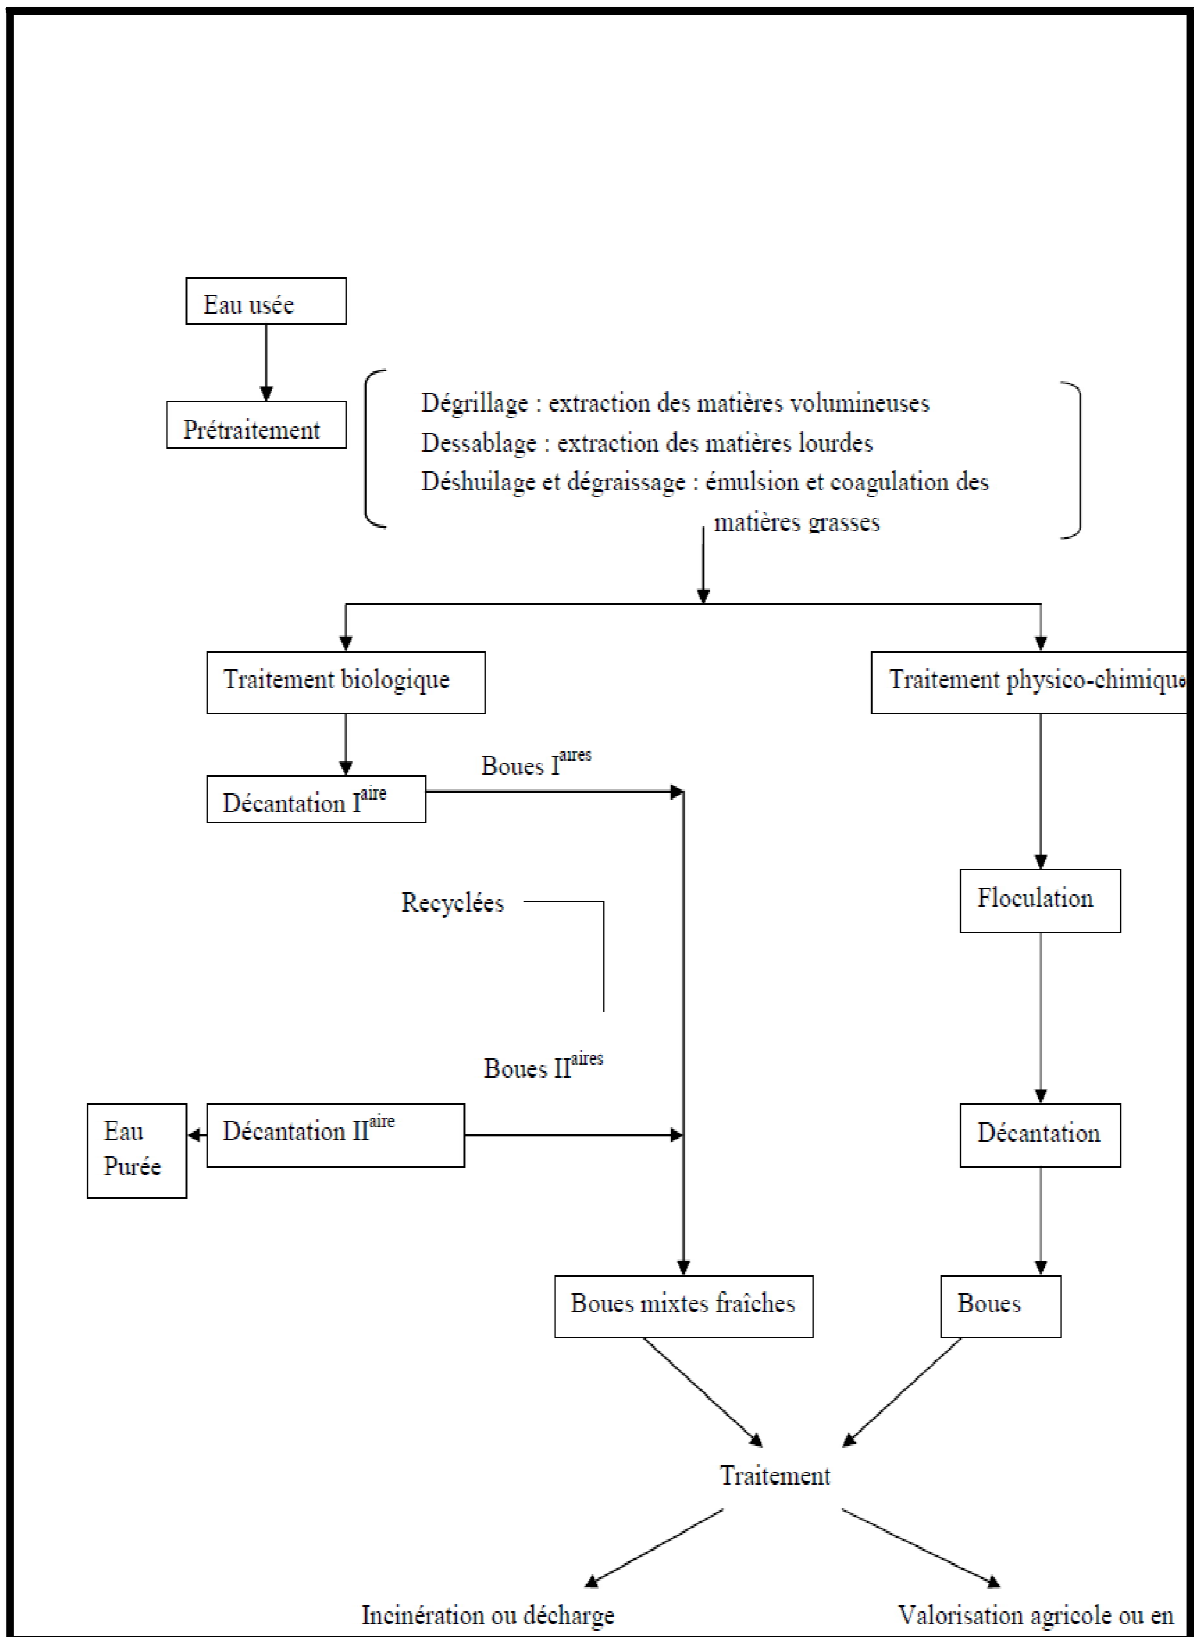 Eau usée
Prétraitement
Dégrillage : extraction des matières volumineuses
Dessablage : extraction des matières lourdes
Déshuilage et dégraissage : émulsion et coagulation des
matières grasses
Traitement biologique
Traitement physico-chimique
Décantation Iaire
Boues Iaires
Recyclées
Floculation
Boues IIaires
Eau
Purée
Décantation IIaire
Décantation
Boues mixtes fraîches
Boues
Traitement
Incinération ou décharge
Valorisation agricole ou en